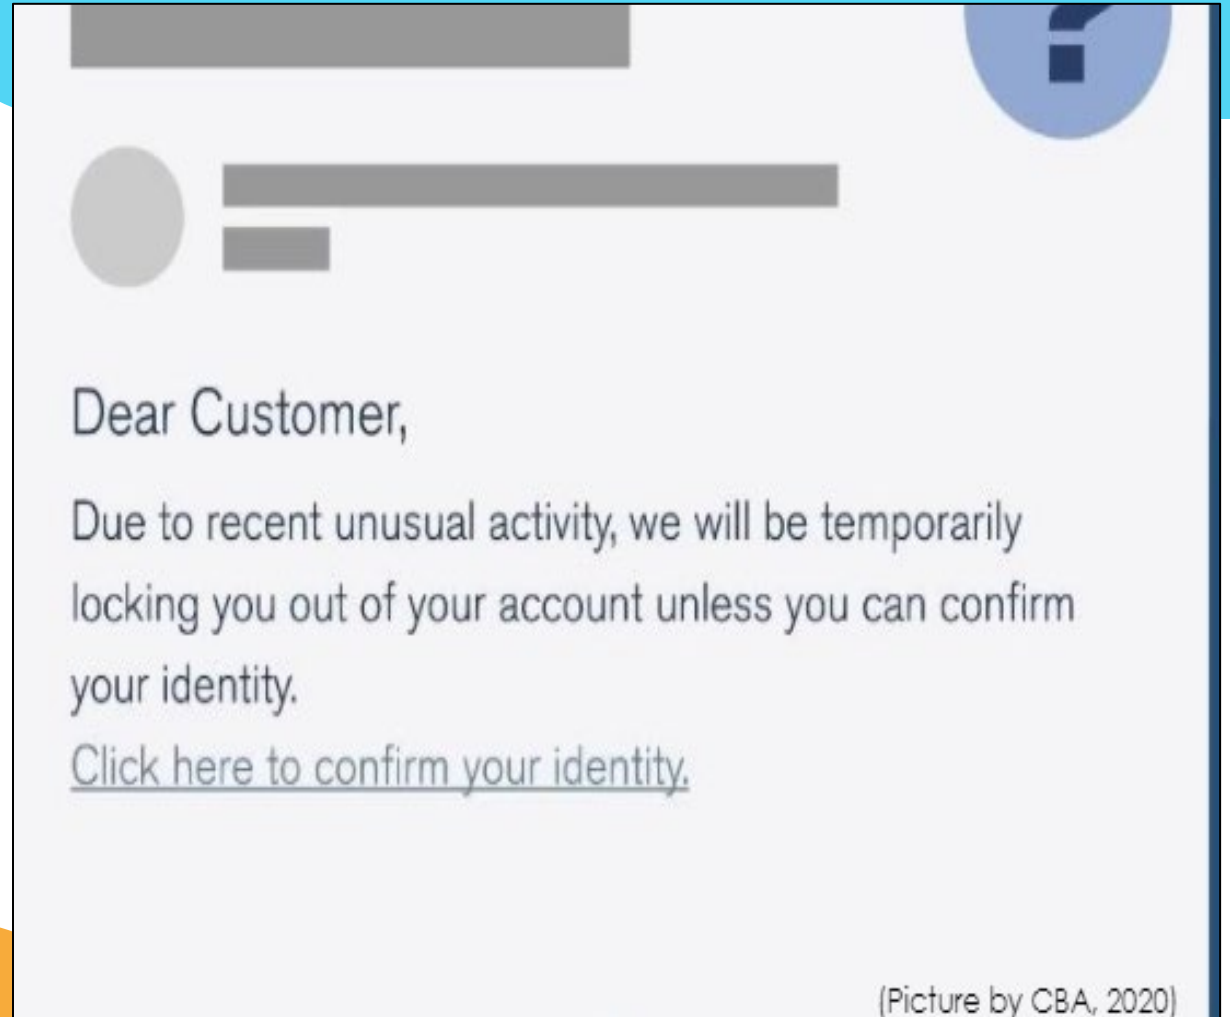 ?
Dear Customer,
Due to recent unusual activity, we will be temporarily
locking you out of your account unless you can confirm
your identity.
Click here to confirm your identity.
(Picture by CBA, 2020)